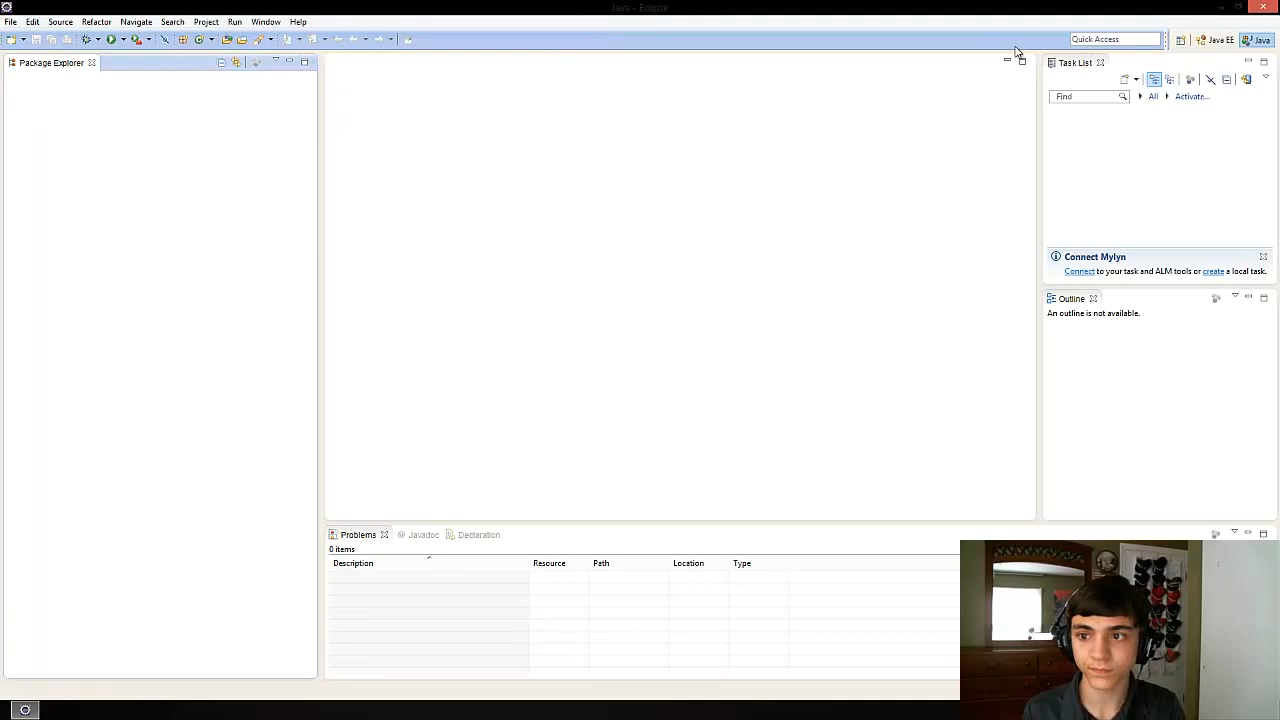 Java - Eclipse
File Edit Source Refactor Navigate Search Project Run Window Help
Quick Access
Java EE
Java
Package Explorer
Task List
Find
All
Activate...
Connect Mylyn
Connect to your task and ALM tools or create a local task.
Outline
An outline is not available.
Problems
@ Javadoc
Declaration
0 items
Description Resource Path Location Type